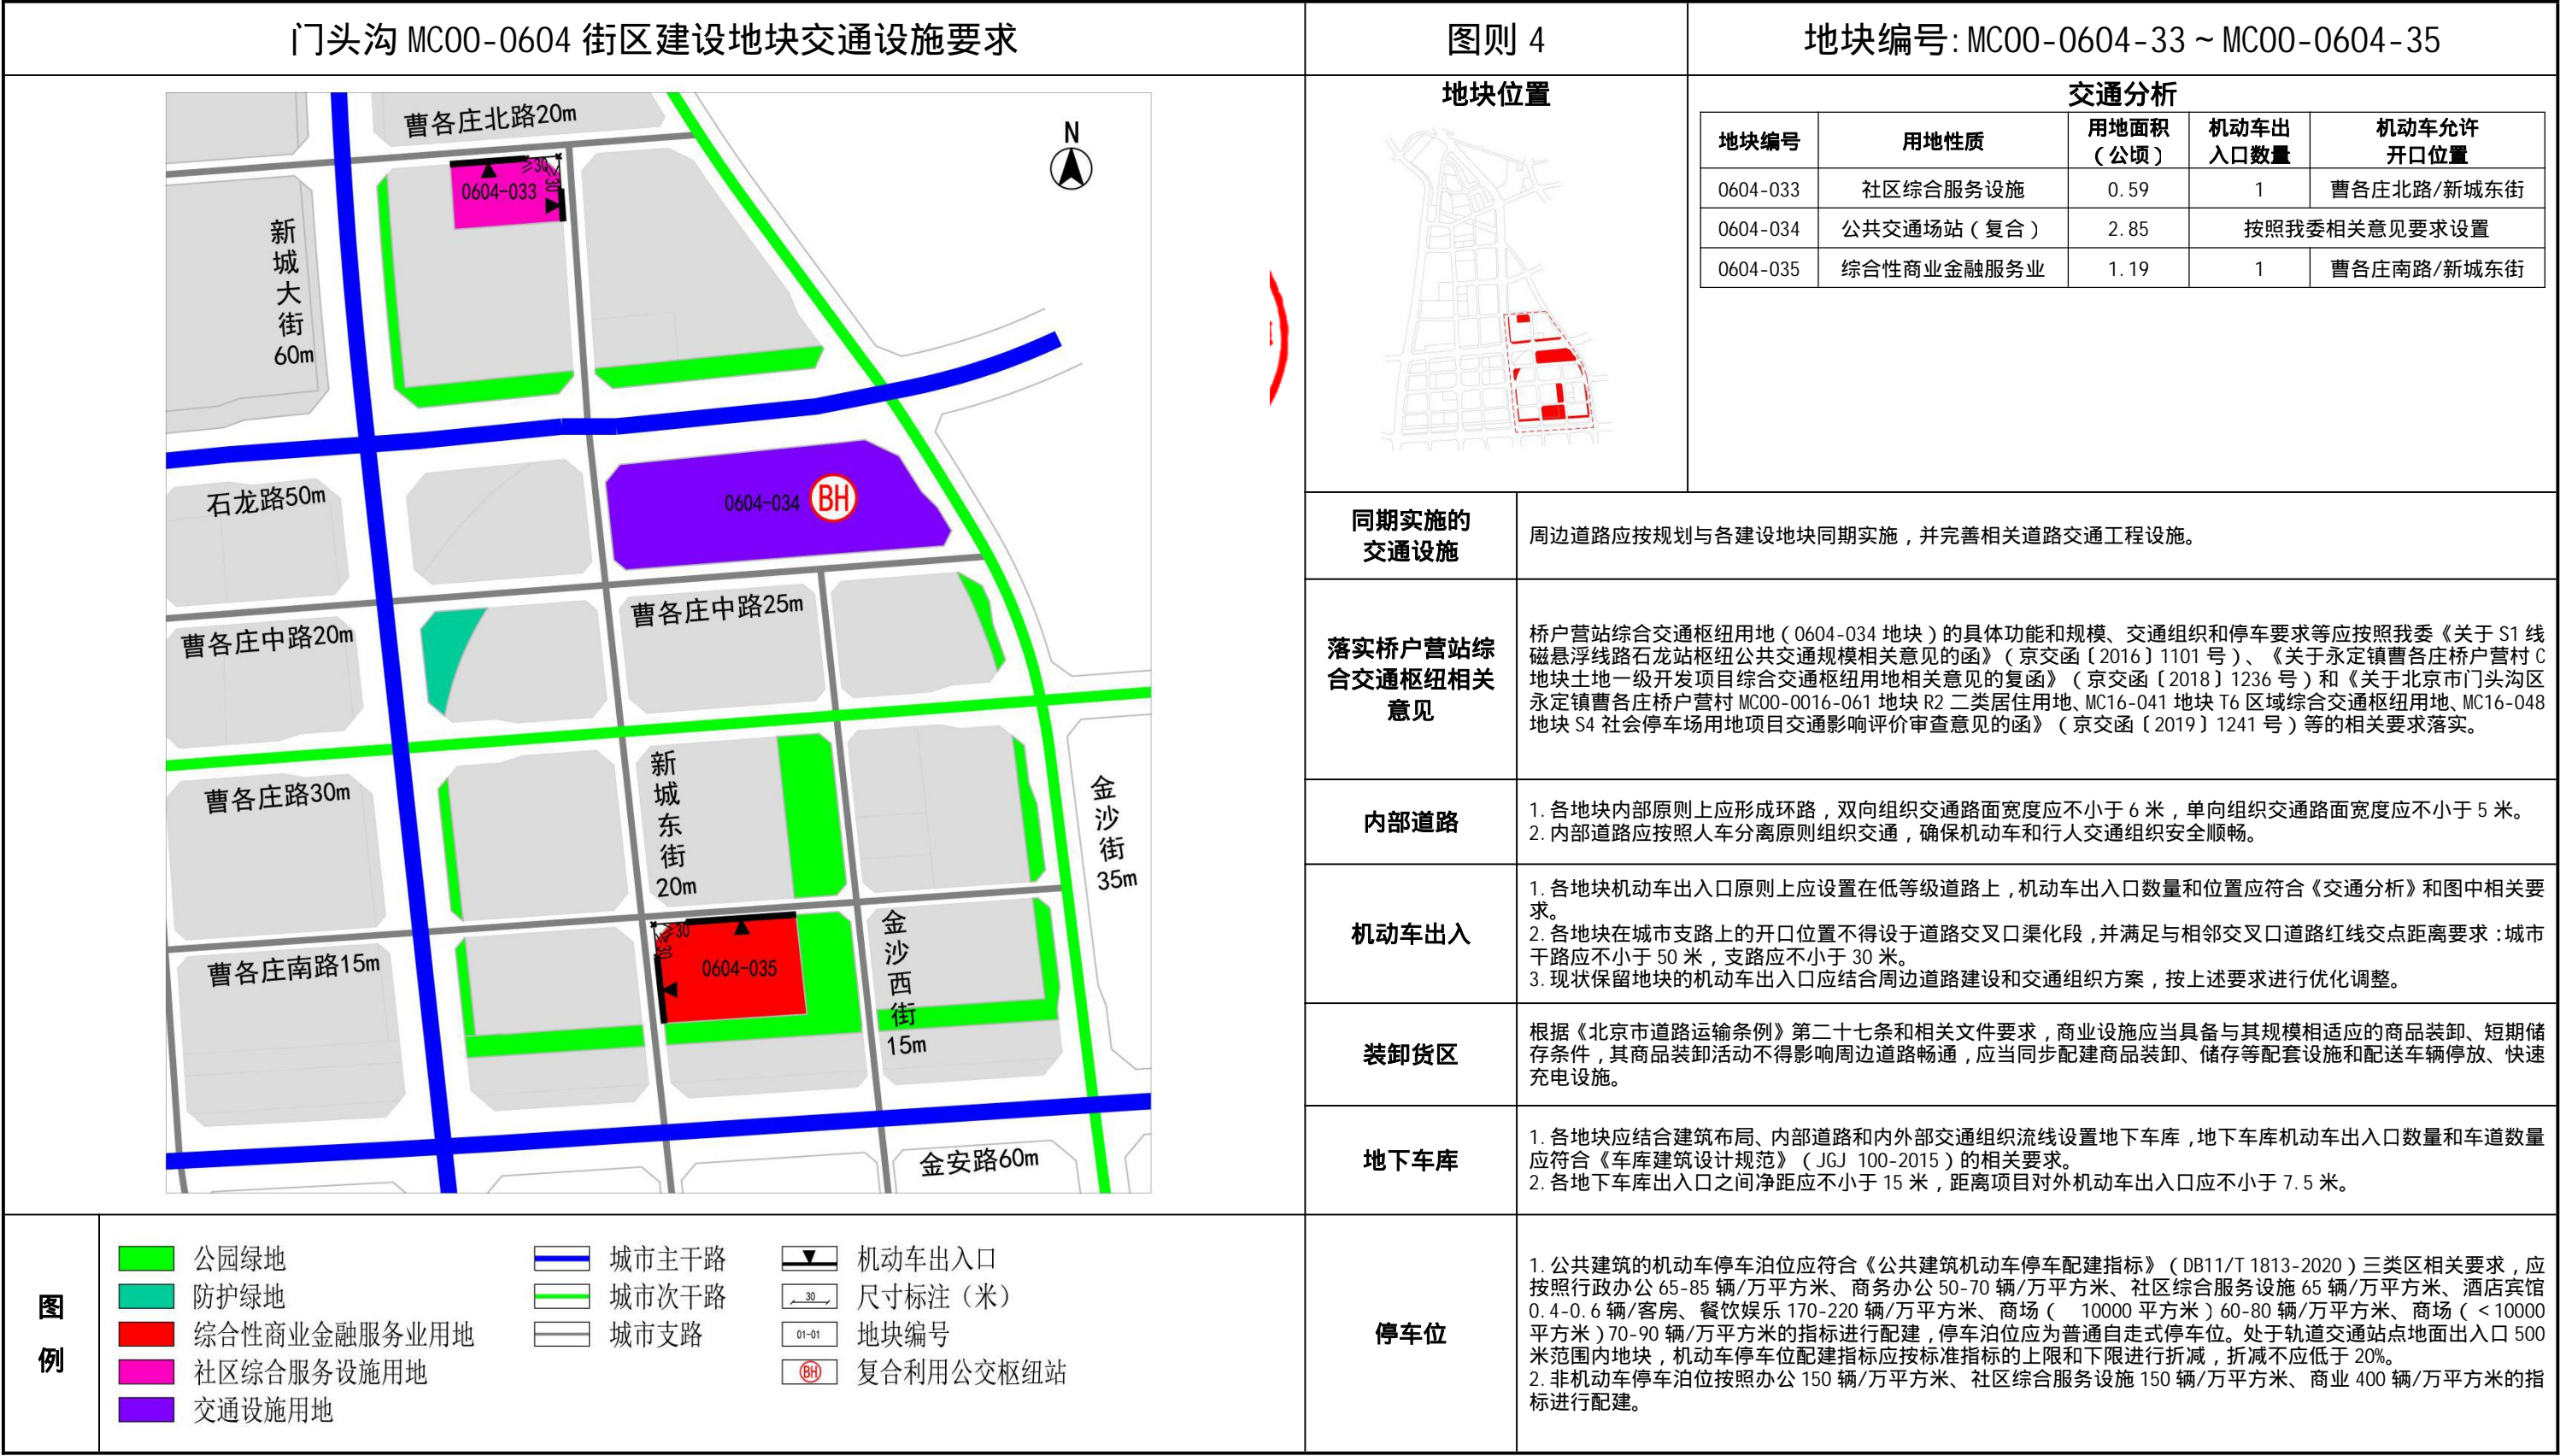 门头沟 MC00-0604 街区建设地块交通设施要求
图则 4
地块编号: MC00-0604-33 ~ MC00-0604-35
曹各庄北路20m
N
30
30
0604-033
新城大街60m
石龙路50m
0604-034
BH
曹各庄中路25m
曹各庄中路20m
曹各庄路30m
新城东街20m
金沙街35m
30
30
0604-035
曹各庄南路15m
金沙西街15m
金安路60m
地块位置
交通分析
地块编号 用地性质 用地面积（公顷） 机动车出入口数量 机动车允许开口位置
0604-033 社区综合服务设施 0.59 1 曹各庄北路/新城东街
0604-034 公共交通场站（复合） 2.85 按照我委相关意见要求设置
0604-035 综合性商业金融服务业 1.19 1 曹各庄南路/新城东街
同期实施的
交通设施
周边道路应按规划与各建设地块同期实施，并完善相关道路交通工程设施。
落实桥户营站综
合交通枢纽相关
意见
桥户营站综合交通枢纽用地（0604-034 地块）的具体功能和规模、交通组织和停车要求等应按照我委《关于 S1 线
磁悬浮线路石龙站枢纽公共交通规模相关意见的函》（京交函〔2016〕1101 号）、《关于永定镇曹各庄桥户营村 C
地块土地一级开发项目综合交通枢纽用地相关意见的复函》（京交函〔2018〕1236 号）和《关于北京市门头沟区
永定镇曹各庄桥户营村 MC00-0016-061 地块 R2 二类居住用地、MC16-041 地块 T6 区域综合交通枢纽用地、MC16-048
地块 S4 社会停车场用地项目交通影响评价审查意见的函》（京交函〔2019〕1241 号）等的相关要求落实。
内部道路
1. 各地块内部原则上应形成环路，双向组织交通路面宽度应不小于 6 米，单向组织交通路面宽度应不小于 5 米。
2. 内部道路应按照人车分离原则组织交通，确保机动车和行人交通组织安全顺畅。
机动车出入
1. 各地块机动车出入口原则上应设置在低等级道路上，机动车出入口数量和位置应符合《交通分析》和图中相关要
求。
2. 各地块在城市支路上的开口位置不得设于道路交叉口渠化段，并满足与相邻交叉口道路红线交点距离要求：城市
干路应不小于 50 米，支路应不小于 30 米。
3. 现状保留地块的机动车出入口应结合周边道路建设和交通组织方案，按上述要求进行优化调整。
装卸货区
根据《北京市道路运输条例》第二十七条和相关文件要求，商业设施应当具备与其规模相适应的商品装卸、短期储
存条件，其商品装卸活动不得影响周边道路畅通，应当同步配建商品装卸、储存等配套设施和配送车辆停放、快速
充电设施。
地下车库
1. 各地块应结合建筑布局、内部道路和内外部交通组织流线设置地下车库，地下车库机动车出入口数量和车道数量
应符合《车库建筑设计规范》（JGJ 100-2015）的相关要求。
2. 各地下车库出入口之间净距应不小于 15 米，距离项目对外机动车出入口应不小于 7.5 米。
停车位
1. 公共建筑的机动车停车泊位应符合《公共建筑机动车停车配建指标》（DB11/T 1813-2020）三类区相关要求，应
按照行政办公 65-85 辆/万平方米、商务办公 50-70 辆/万平方米、社区综合服务设施 65 辆/万平方米、酒店宾馆
0.4-0.6 辆/客房、餐饮娱乐 170-220 辆/万平方米、商场（ 10000 平方米）60-80 辆/万平方米、商场（<10000
平方米）70-90 辆/万平方米的指标进行配建，停车泊位应为普通自走式停车位。处于轨道交通站点地面出入口 500
米范围内地块，机动车停车位配建指标应按标准指标的上限和下限进行折减，折减不应低于 20%。
2. 非机动车停车泊位按照办公 150 辆/万平方米、社区综合服务设施 150 辆/万平方米、商业 400 辆/万平方米的指
标进行配建。
图例
公园绿地
防护绿地
综合性商业金融服务业用地
社区综合服务设施用地
交通设施用地
城市主干路
城市次干路
城市支路
机动车出入口
30 尺寸标注（米）
01-01 地块编号
BH 复合利用公交枢纽站